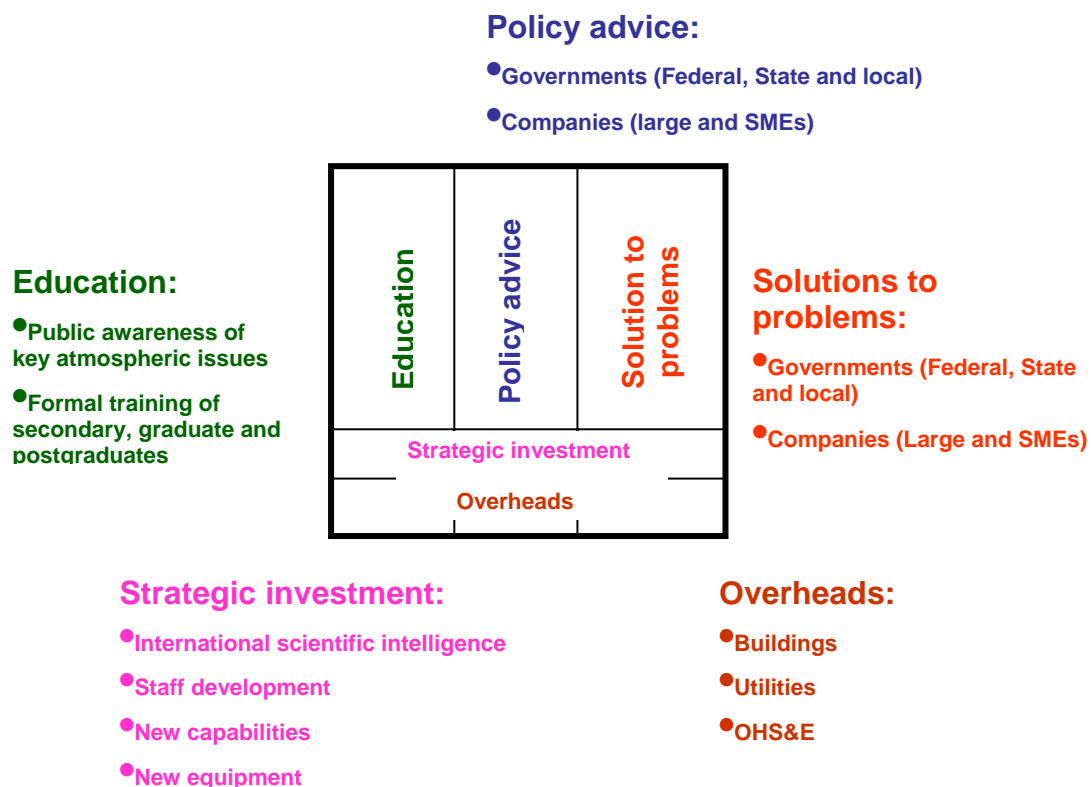 Policy advice:
•Governments (Federal, State and local)
•Companies (large and SMEs)
Education
Policy advice
Solution to
problems
Strategic investment
Overheads
Education:
•Public awareness of
key atmospheric issues
•Formal training of
secondary, graduate and
postgraduates
Solutions to
problems:
•Governments (Federal, State
and local)
•Companies (Large and SMEs)
Strategic investment:
•International scientific intelligence
•Staff development
•New capabilities
•New equipment
Overheads:
•Buildings
•Utilities
•OHS&E